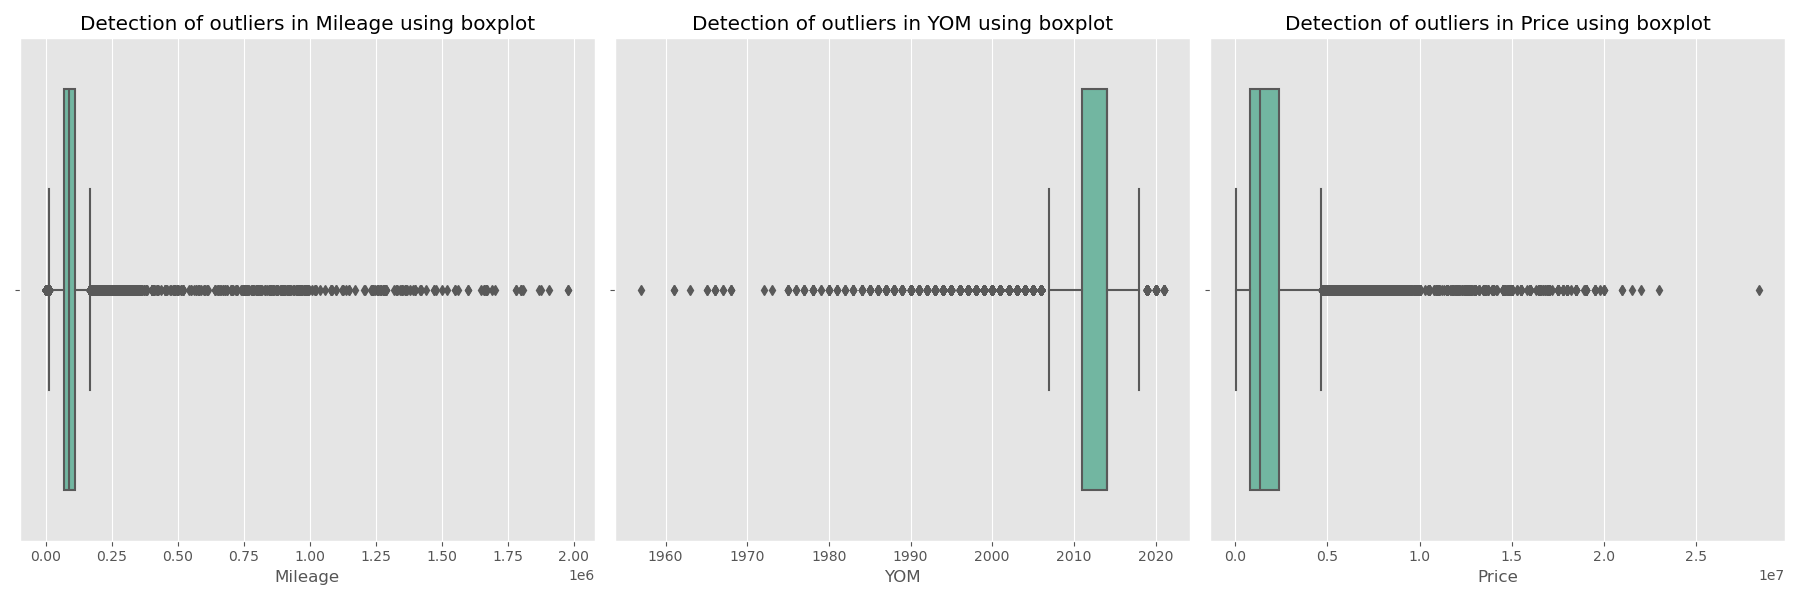 Detection of outliers in Mileage using boxplot
0.00 0.25 0.50 0.75 1.00 1.25 1.50 1.75 2.00
Mileage
1e6
Detection of outliers in YOM using boxplot
1960 1970 1980 1990 2000 2010 2020
YOM
Detection of outliers in Price using boxplot
0.0 0.5 1.0 1.5 2.0 2.5
Price
1e7